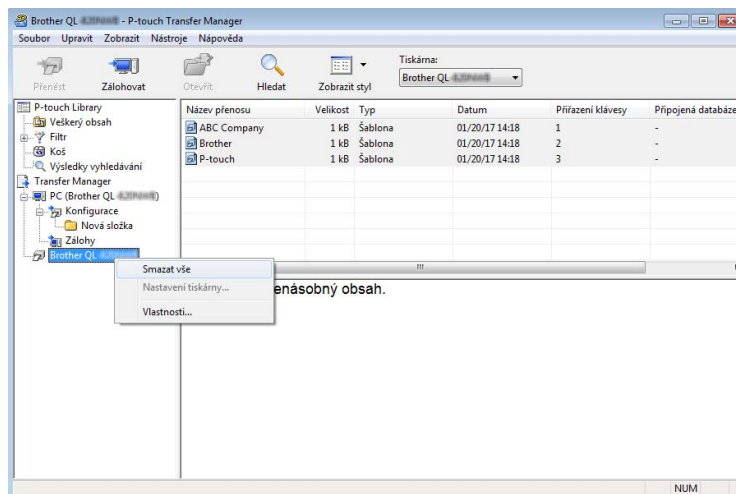 Brother QL - P-touch Transfer Manager
Soubor Upravit Zobrazit Nástroje Nápověda
Přenést Zálohovat Otevřít Hledat Zobrazit styl
Tiskárna:
Brother QL
P-touch Library
Veškerý obsah
Filtr
Koš
Výsledky vyhledávání
Transfer Manager
PC (Brother QL )
Konfigurace
Nová složka
Zálohy
Brother QL
Název přenosu Velikost Typ Datum Přiřazení klávesy Připojená databáze
ABC Company 1 kB Šablona 01/20/17 14:18 1 -
Brother 1 kB Šablona 01/20/17 14:18 2 -
P-touch 1 kB Šablona 01/20/17 14:18 3 -
Smazat vše
Nastavení tiskárny...
Vlastnosti...
enásobný obsah.
NUM